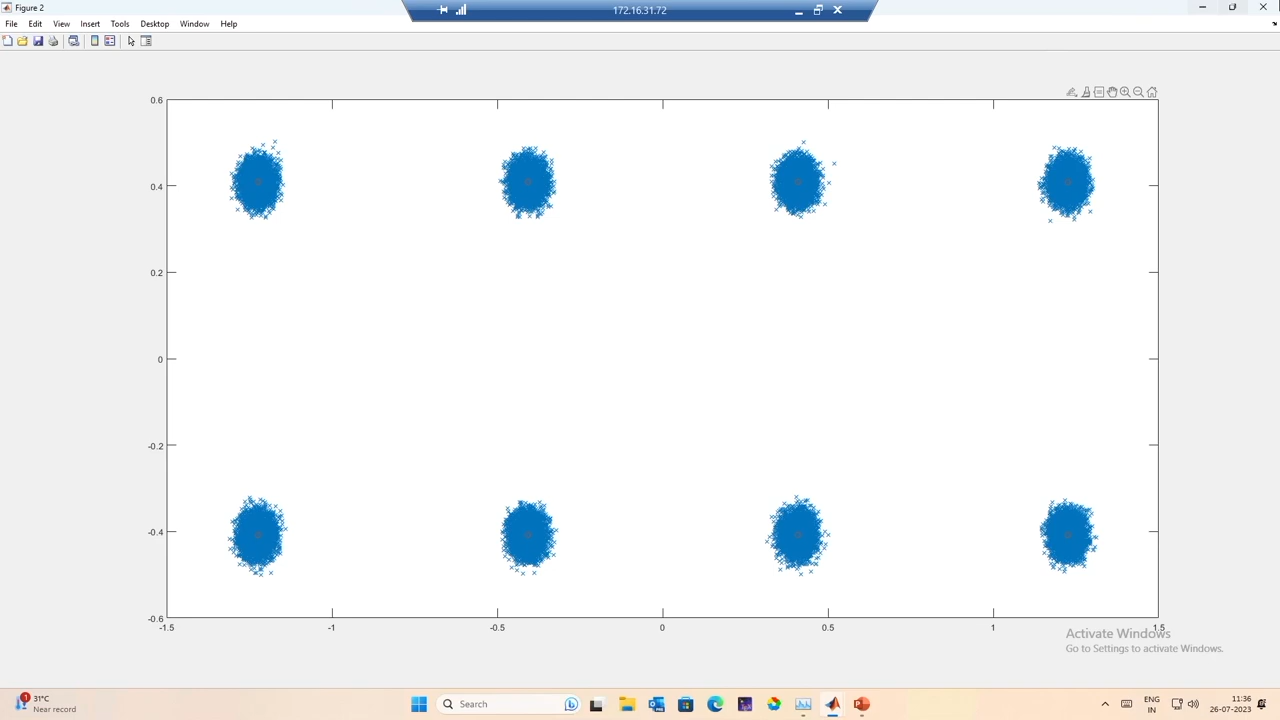 Figure 2
172.16.31.72
File Edit View Insert Tools Desktop Window Help
0.6
0.4
0.2
0
-0.2
-0.4
-0.6
-1.5 -1 -0.5 0 0.5 1 1.5
Activate Windows
Go to Settings to activate Windows.
1
31°C
Near record
Search
ENG
IN
11:36
26-07-2023